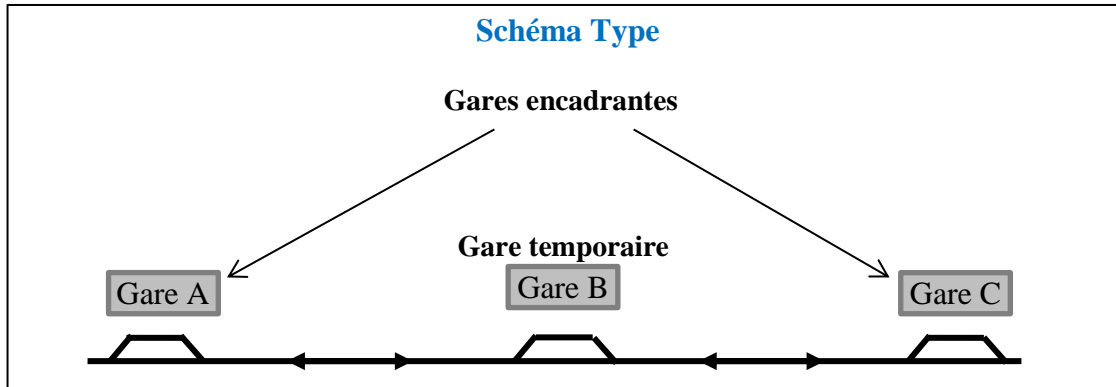 Schéma Type
Gares encadrantes
Gare temporaire
Gare A
Gare B
Gare C